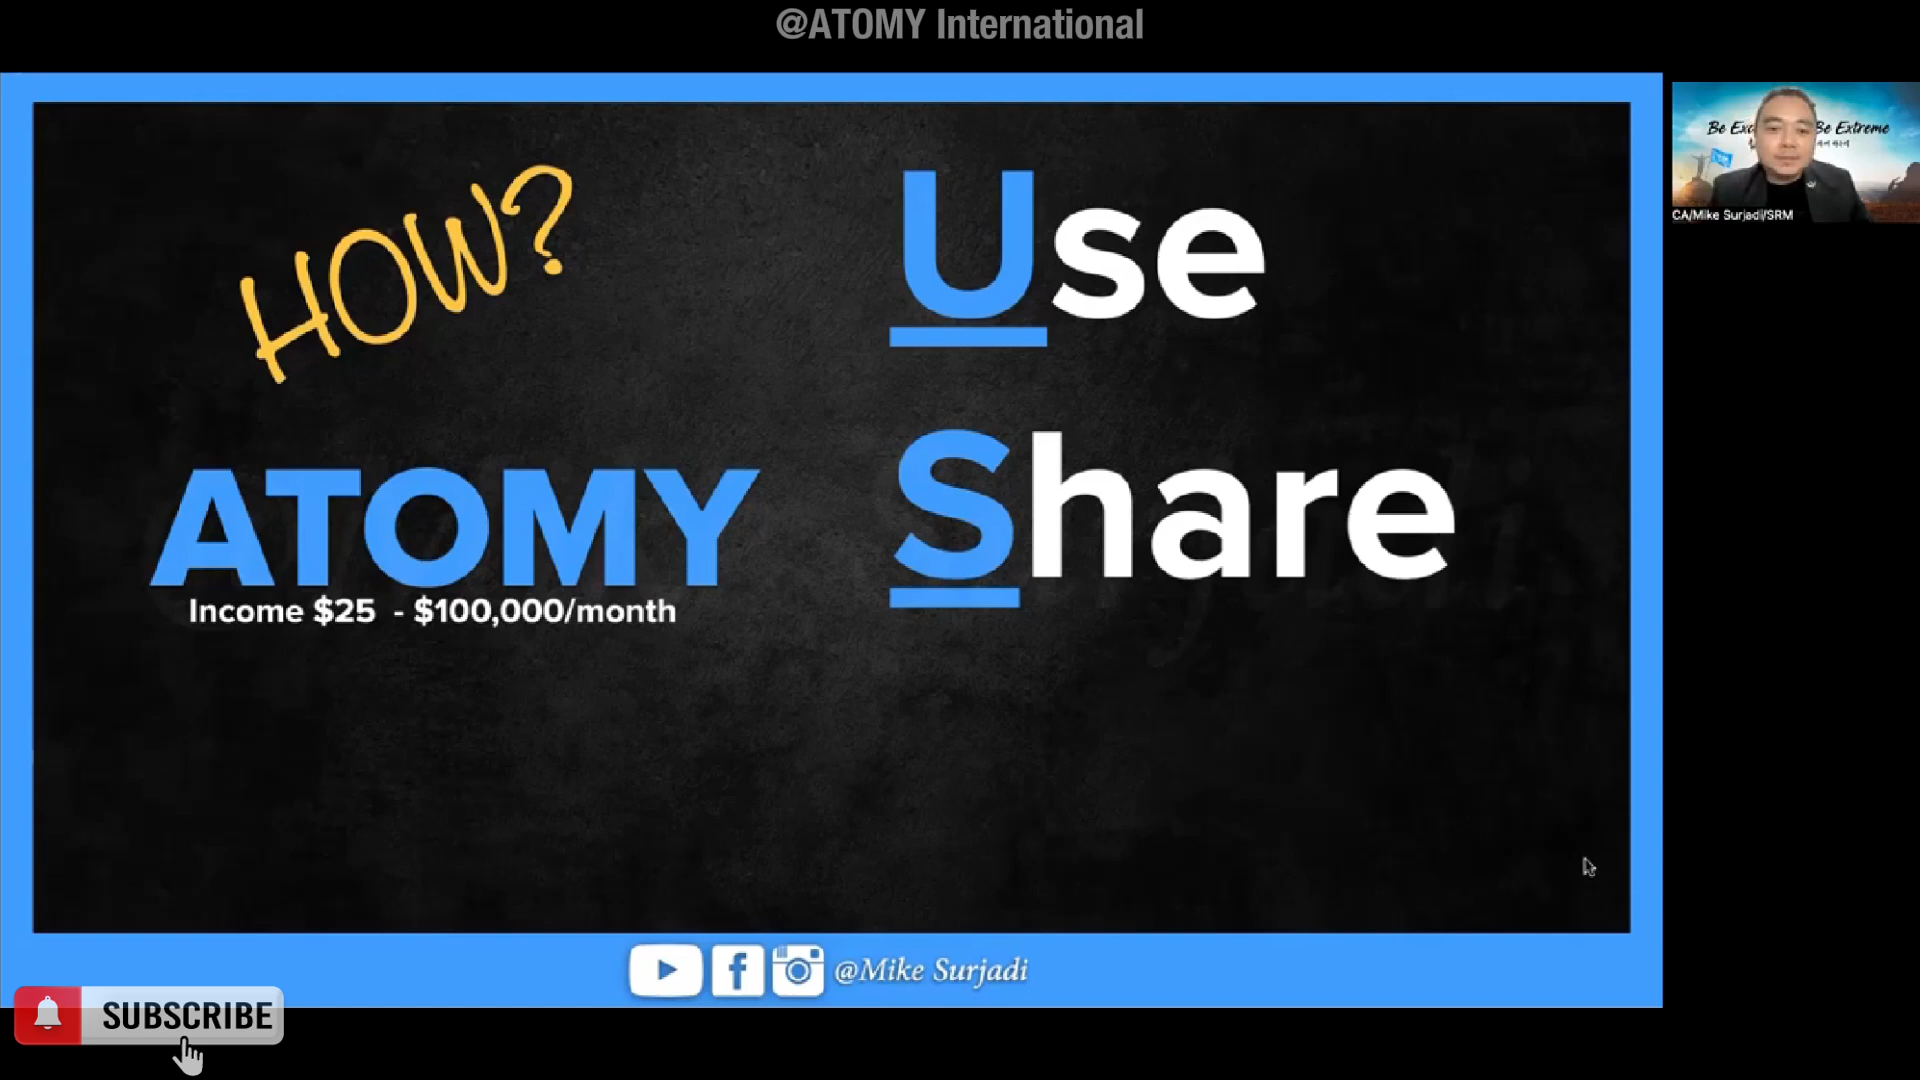 @ATOMY International
HOW?
Use
Share
ATOMY
Income $25 - $100,000/month
Be Extreme
CA/Mike Surjadi/SRM
@Mike Surjadi
SUBSCRIBE